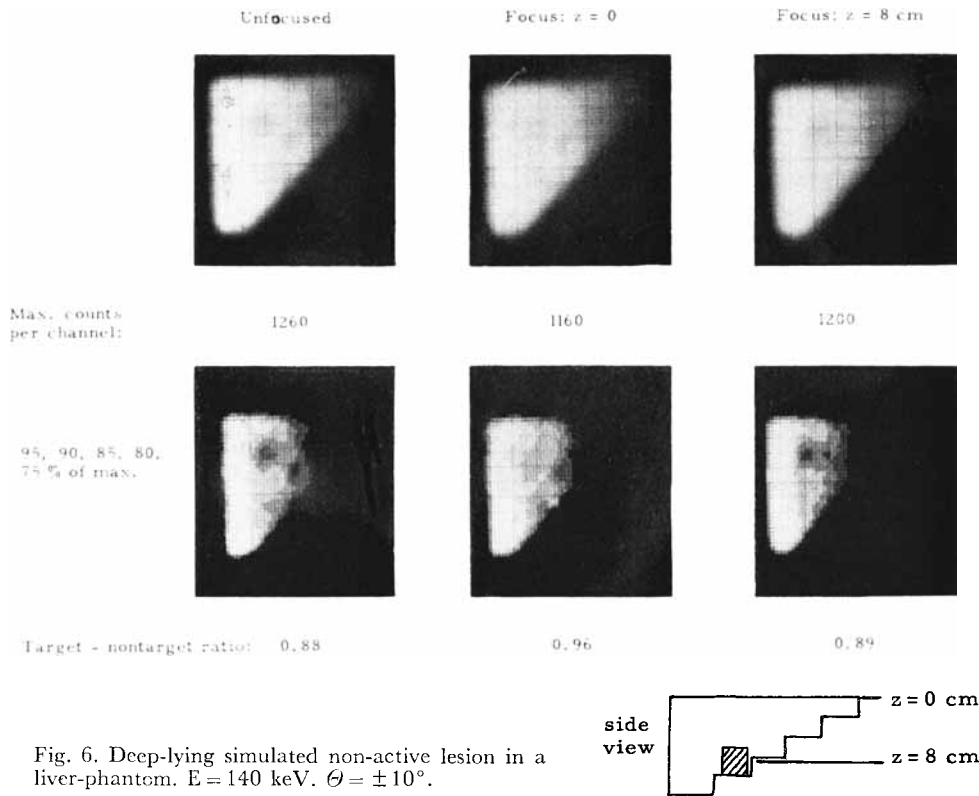 Unfocused Focus: z = 0 Focus: z = 8 cm
Max. counts
per channel:
1260 1160 1200
95, 90, 85, 80,
75 % of max.
Target - nontarget ratio: 0.88 0.96 0.89
side
view
z = 0 cm
z = 8 cm
Fig. 6. Deep-lying simulated non-active lesion in a
liver-phantom. E = 140 keV. Θ = ±10°.